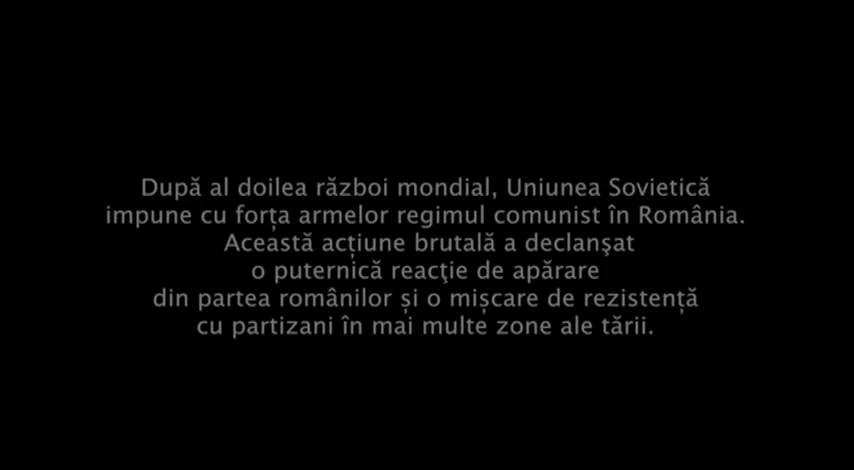 După al doilea război mondial, Uniunea Sovietică
impune cu forța armelor regimul comunist în România.
Această acțiune brutală a declanşat
o puternică reacţie de apărare
din partea românilor și o mișcare de rezistență
cu partizani în mai multe zone ale tării.